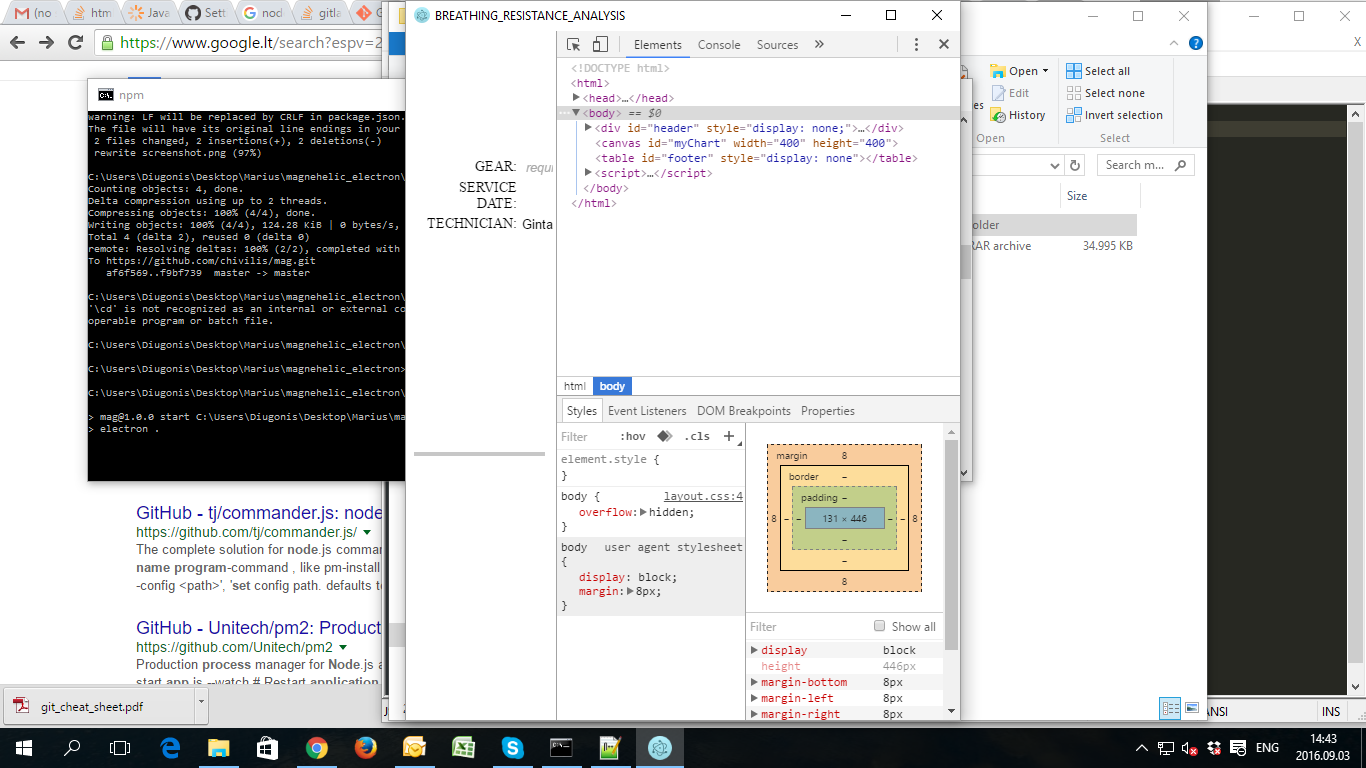 (no
htm
Java
Sett
nod
gitla
G
https://www.google.lt/search?espv=2
npm
warning: LF will be replaced by CRLF in package.json.
The file will have its original line endings in your
2 files changed, 2 insertions(+), 2 deletions(-)
rewrite screenshot.png (97%)
C:\Users\Diugonis\Desktop\Marius\magnehelic_electron\
Counting objects: 4, done.
Delta compression using up to 2 threads.
Compressing objects: 100% (4/4), done.
Writing objects: 100% (4/4), 124.28 KiB | 0 bytes/s,
Total 4 (delta 2), reused 0 (delta 0)
remote: Resolving deltas: 100% (2/2), completed with
To https://github.com/chivilis/mag.git
af6f569..f9bf739 master -> master
C:\Users\Diugonis\Desktop\Marius\magnehelic_electron\
'\cd' is not recognized as an internal or external co
operable program or batch file.
C:\Users\Diugonis\Desktop\Marius\magnehelic_electron\
C:\Users\Diugonis\Desktop\Marius\magnehelic_electron>
C:\Users\Diugonis\Desktop\Marius\magnehelic_electron\
> mag@1.0.0 start C:\Users\Diugonis\Desktop\Marius\ma
> electron .
GitHub - tj/commander.js: node
https://github.com/tj/commander.js/
The complete solution for node.js comma
name program-command , like pm-install
-config <path>', 'set config path. defaults t
GitHub - Unitech/pm2: Product
https://github.com/Unitech/pm2
Production process manager for Node.js a
start app.js --watch # Restart application
git_cheat_sheet.pdf
BREATHING_RESISTANCE_ANALYSIS
GEAR: requi
SERVICE
DATE:
TECHNICIAN: Ginta
Elements Console Sources »
<!DOCTYPE html>
<html>
<head>…</head>
<body> == $0
<div id="header" style="display: none;">…</div>
<canvas id="myChart" width="400" height="400">
<table id="footer" style="display: none"></table>
<script>…</script>
</body>
</html>
html body
Styles Event Listeners DOM Breakpoints Properties
Filter :hov .cls +
element.style {
}
body { layout.css:4
overflow: hidden;
}
body user agent stylesheet
{
display: block;
margin: 8px;
}
margin 8
border –
padding –
8 – – 131 × 446 – – 8
–
–
8
Filter Show all
display block
height 446px
margin-bottom 8px
margin-left 8px
margin-right 8px
Open Select all
Edit Select none
History Invert selection
es
Open Select
Search m...
Size
older
RAR archive 34.995 KB
X
ANSI INS
ENG
14:43
2016.09.03